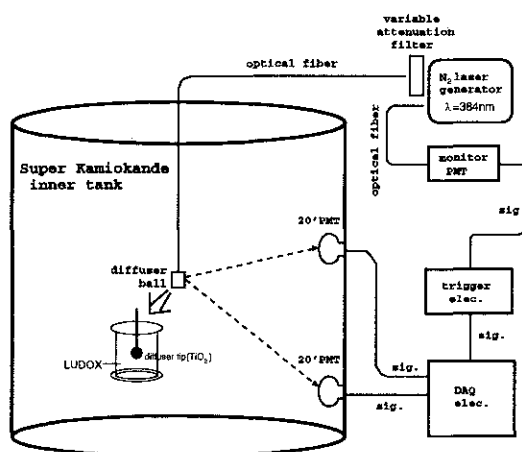 variable
attenuation
filter
optical fiber
N₂ laser
generator
λ=384nm
optical fiber
monitor
PMT
Super Kamiokande
inner tank
20'PMT
sig.
diffuser
ball
trigger
elec.
diffuser tip(TiO₂)
LUDOX
20'PMT
sig.
sig.
sig.
DAQ
elec.